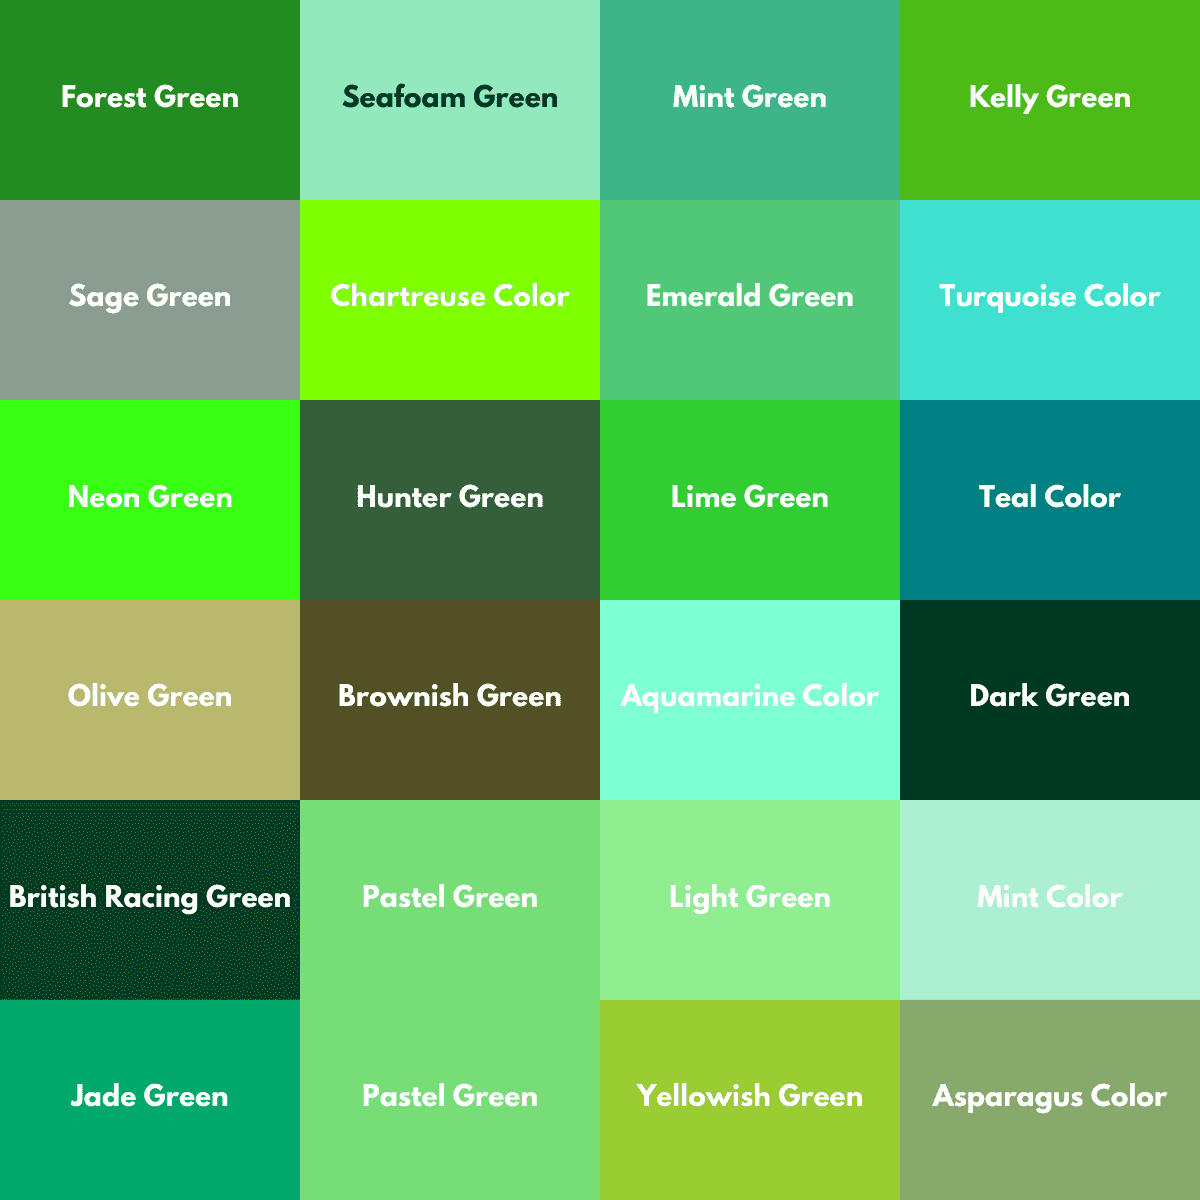 Forest Green
Seafoam Green
Mint Green
Kelly Green
Sage Green
Chartreuse Color
Emerald Green
Turquoise Color
Neon Green
Hunter Green
Lime Green
Teal Color
Olive Green
Brownish Green
Aquamarine Color
Dark Green
British Racing Green
Pastel Green
Light Green
Mint Color
Jade Green
Pastel Green
Yellowish Green
Asparagus Color